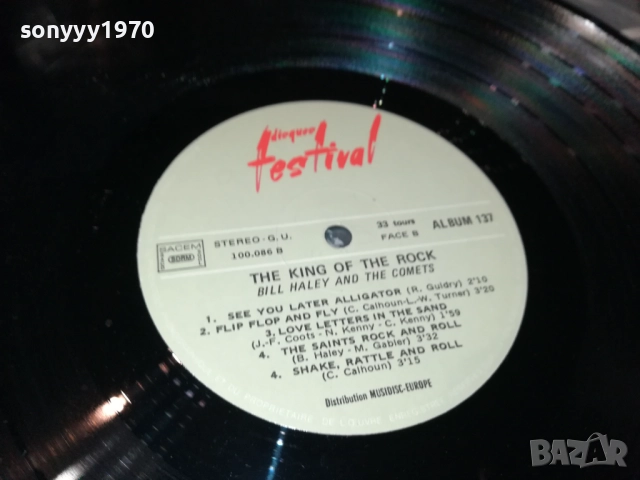 sonyyy1970
disques
festival
SACEM
SDRM
STEREO - G. U.
100.086 B
33 tours
FACE B
ALBUM 137
THE KING OF THE ROCK
BILL HALEY AND THE COMETS
1. SEE YOU LATER ALLIGATOR (R. Guidry) 2'10
2. FLIP FLOP AND FLY (C. Calhoun-L.-W. Turner) 3'20
3. LOVE LETTERS IN THE SAND
(J.-F. Coots - N. Kenny - C. Kenny) 1'59
4. THE SAINTS ROCK AND ROLL
(B. Haley - M. Gabler) 3'32
4. SHAKE, RATTLE AND ROLL
(C. Calhoun) 3'15
Distribution MUSIDISC-EUROPE
BAZAR